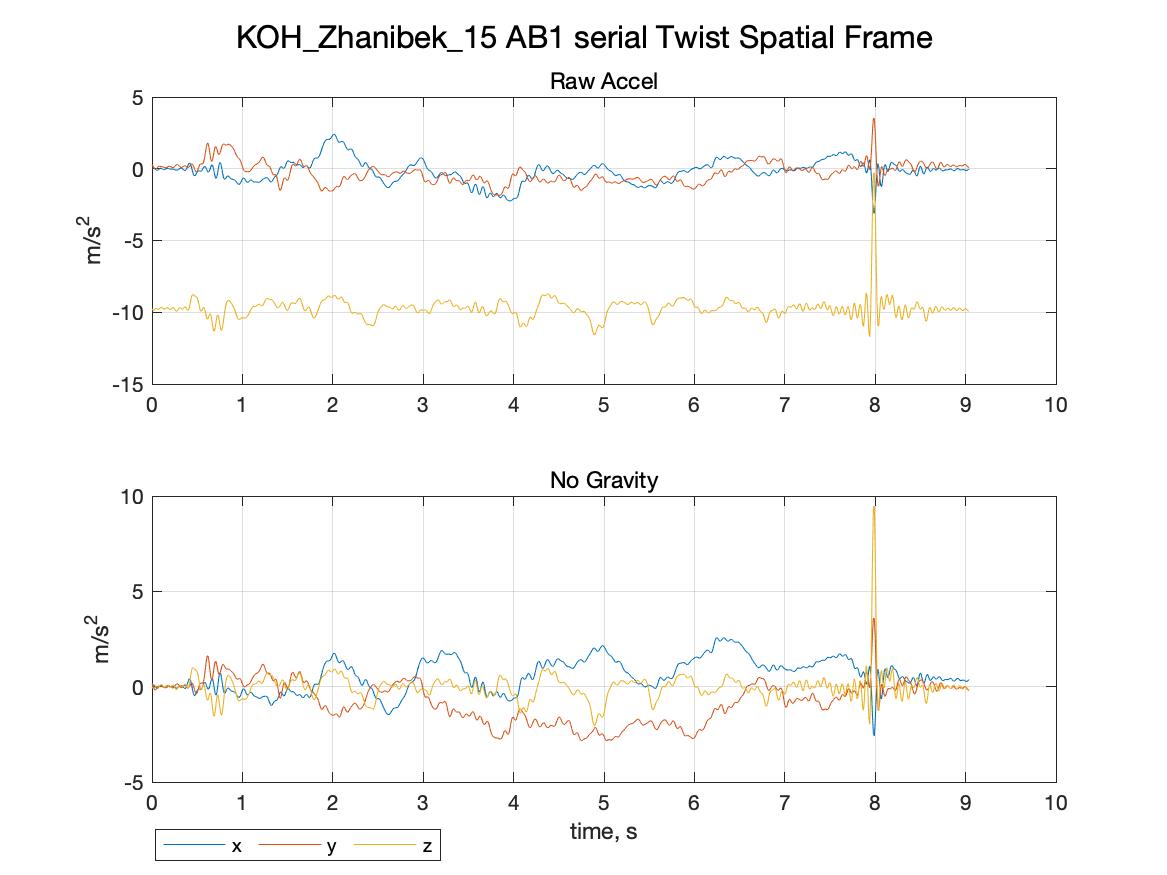 KOH_Zhanibek_15 AB1 serial Twist Spatial Frame
Raw Accel
5
0
-5
-10
-15
m/s2
0 1 2 3 4 5 6 7 8 9 10
No Gravity
10
5
0
-5
m/s2
0 1 2 3 4 5 6 7 8 9 10
time, s
x y z